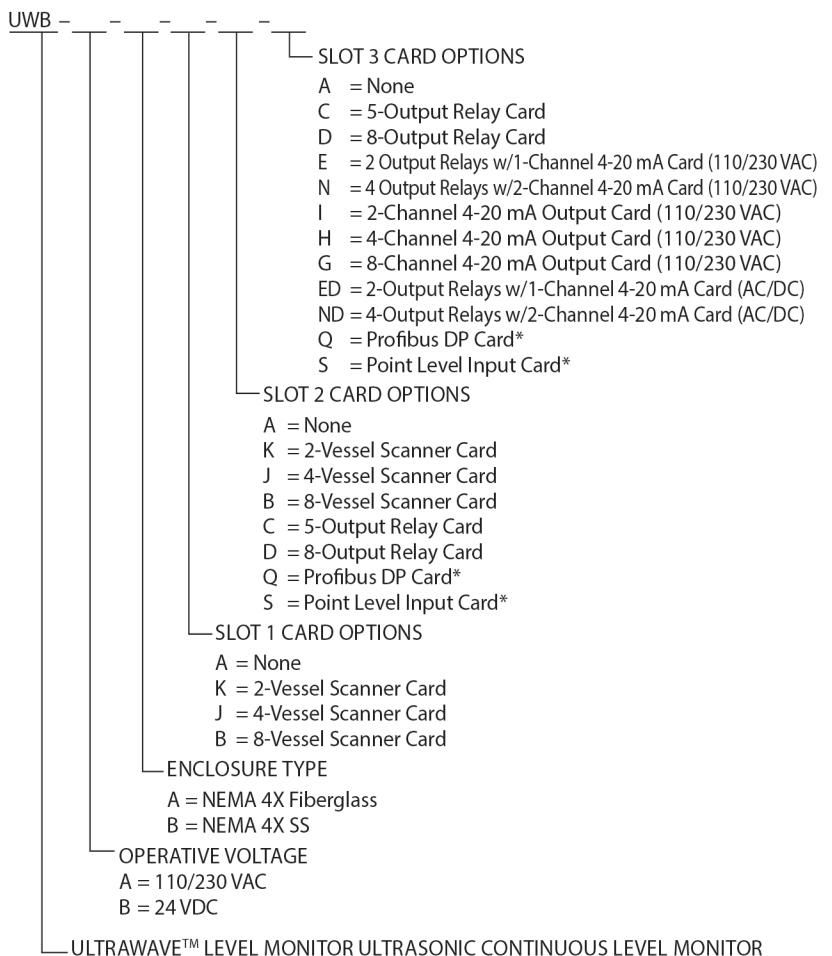 UWB – – – – –
SLOT 3 CARD OPTIONS
A = None
C = 5-Output Relay Card
D = 8-Output Relay Card
E = 2 Output Relays w/1-Channel 4-20 mA Card (110/230 VAC)
N = 4 Output Relays w/2-Channel 4-20 mA Card (110/230 VAC)
I = 2-Channel 4-20 mA Output Card (110/230 VAC)
H = 4-Channel 4-20 mA Output Card (110/230 VAC)
G = 8-Channel 4-20 mA Output Card (110/230 VAC)
ED = 2-Output Relays w/1-Channel 4-20 mA Card (AC/DC)
ND = 4-Output Relays w/2-Channel 4-20 mA Card (AC/DC)
Q = Profibus DP Card*
S = Point Level Input Card*
SLOT 2 CARD OPTIONS
A = None
K = 2-Vessel Scanner Card
J = 4-Vessel Scanner Card
B = 8-Vessel Scanner Card
C = 5-Output Relay Card
D = 8-Output Relay Card
Q = Profibus DP Card*
S = Point Level Input Card*
SLOT 1 CARD OPTIONS
A = None
K = 2-Vessel Scanner Card
J = 4-Vessel Scanner Card
B = 8-Vessel Scanner Card
ENCLOSURE TYPE
A = NEMA 4X Fiberglass
B = NEMA 4X SS
OPERATIVE VOLTAGE
A = 110/230 VAC
B = 24 VDC
ULTRAWAVE™ LEVEL MONITOR ULTRASONIC CONTINUOUS LEVEL MONITOR